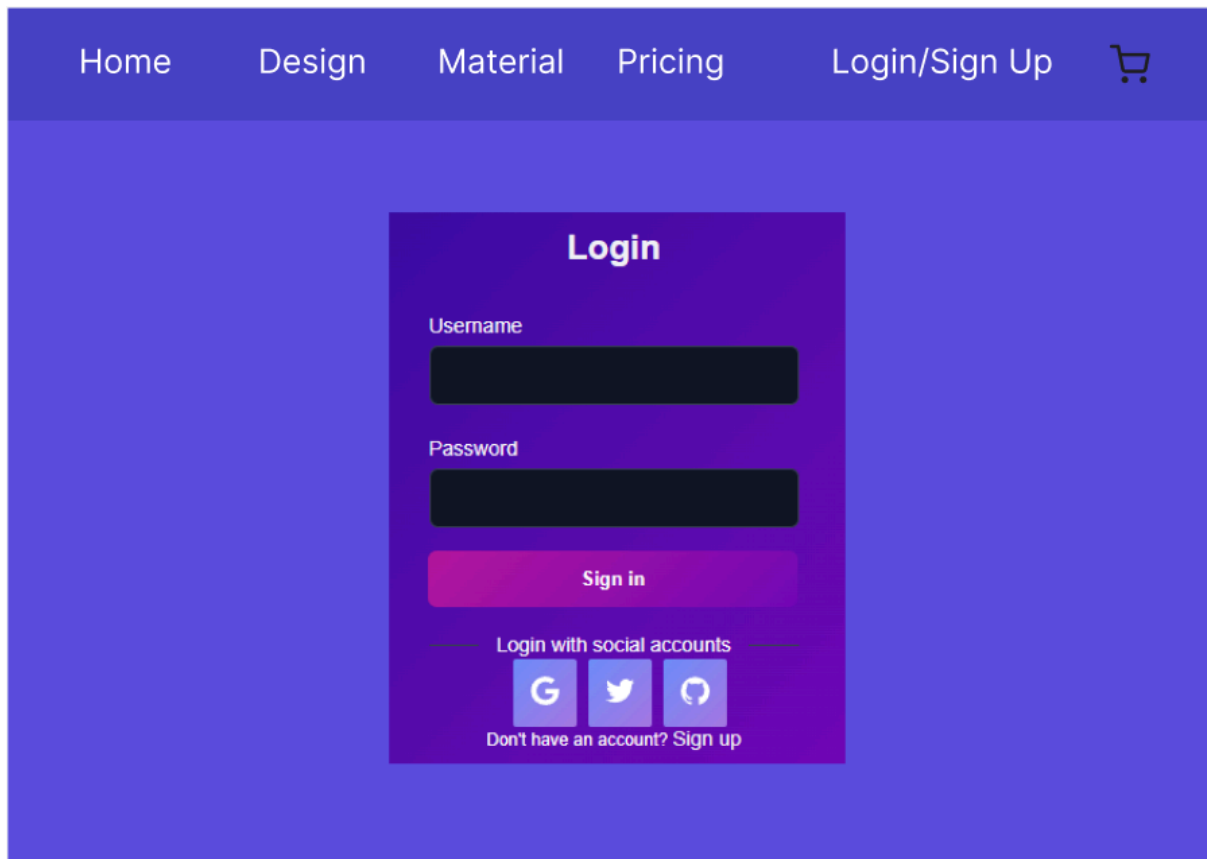 Home Design Material Pricing Login/Sign Up
Login
Username
Password
Sign in
Login with social accounts
G
Don't have an account? Sign up